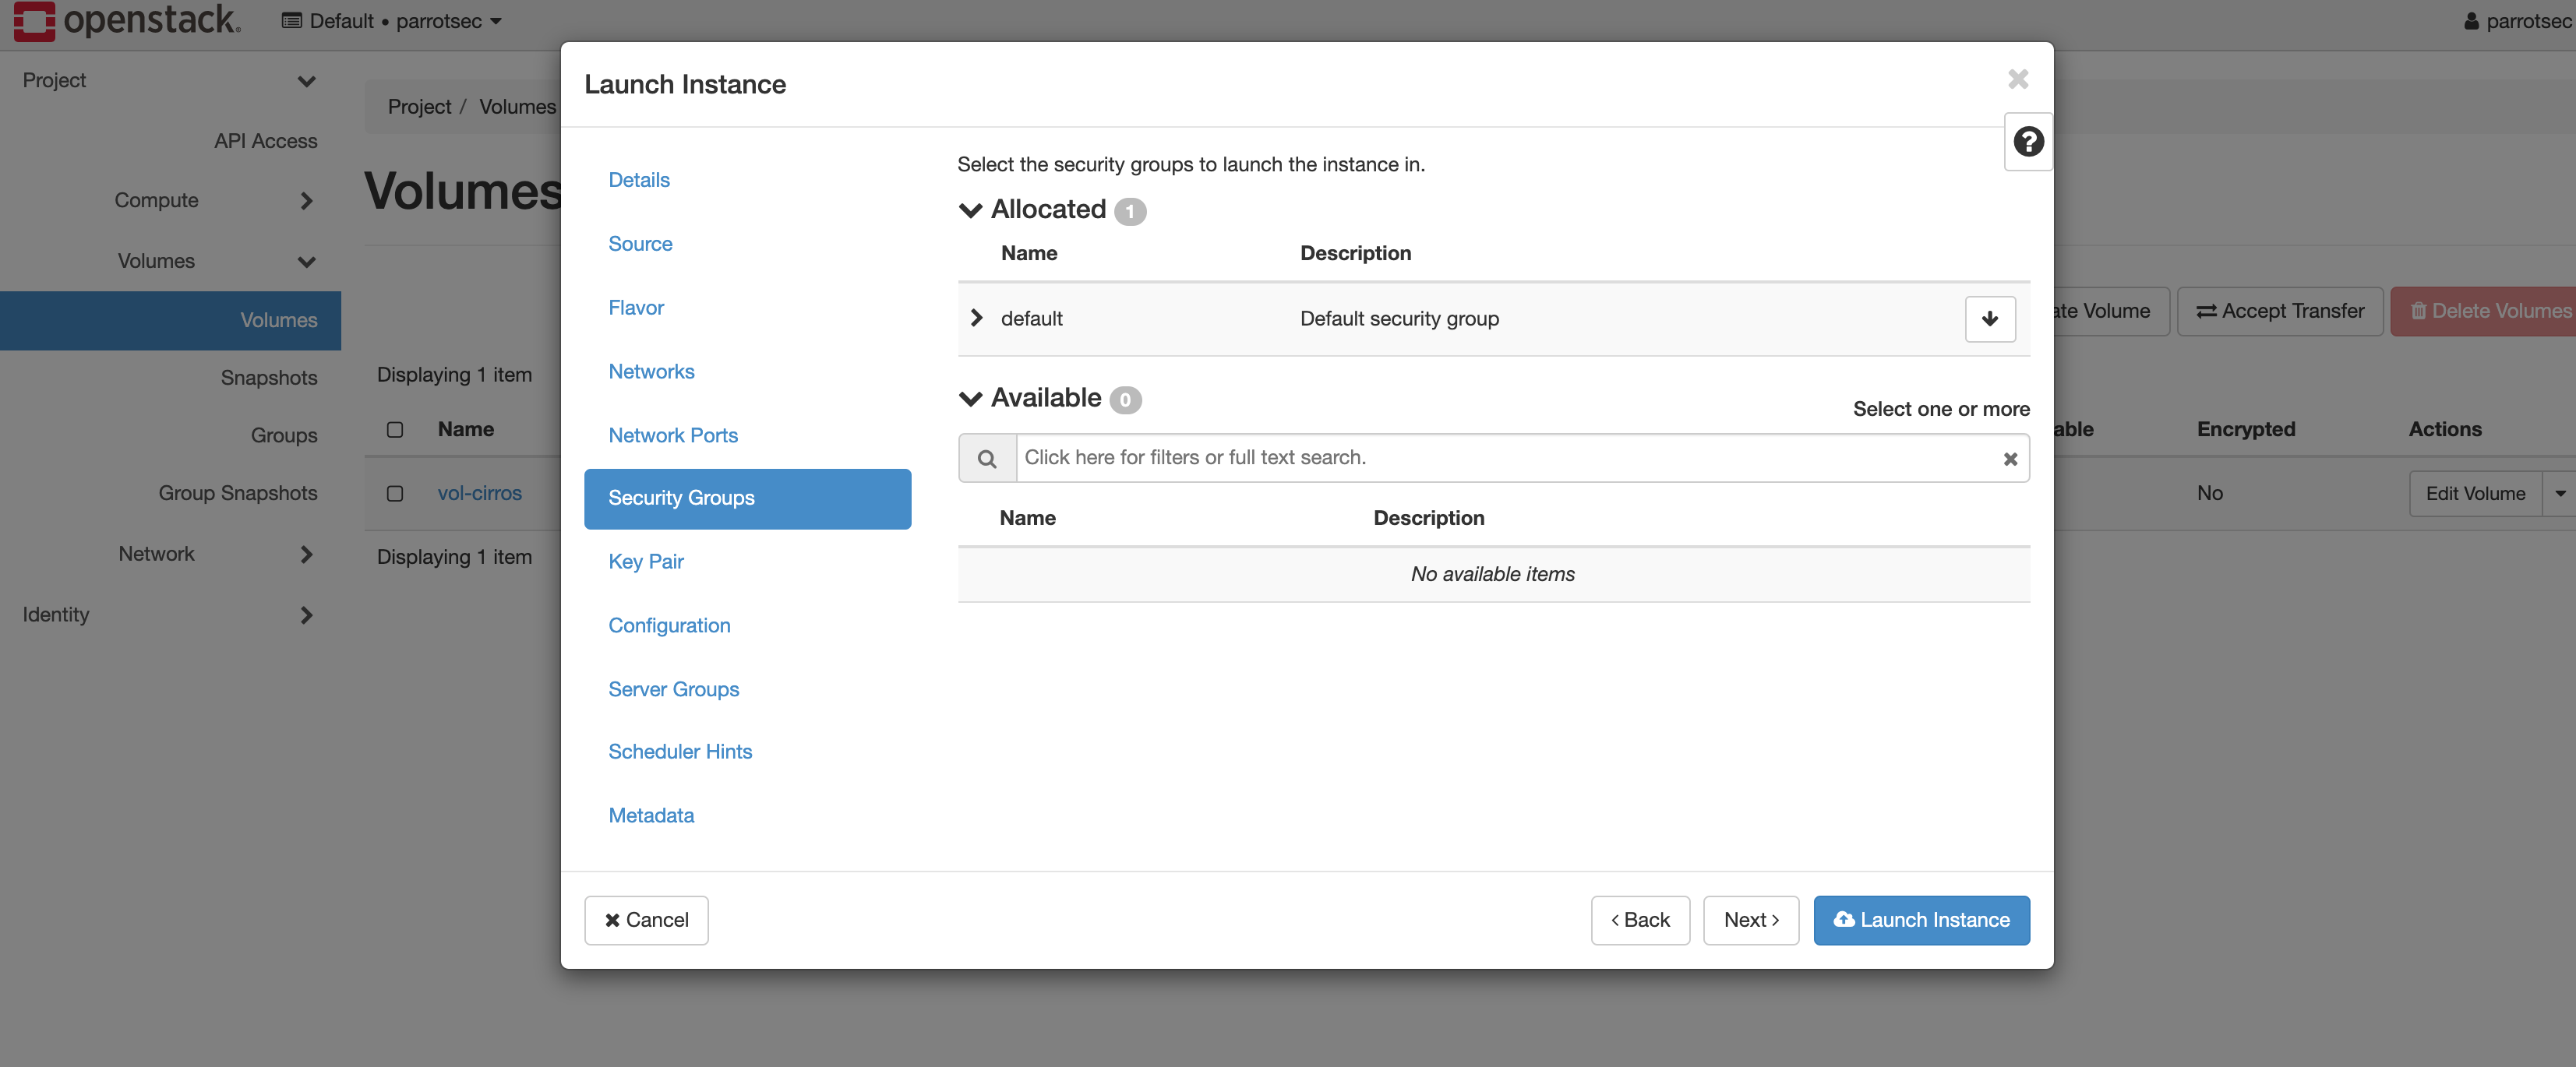 openstack.
Default • parrotsec
parrotsec
Project
API Access
Compute
Volumes
Volumes
Snapshots
Groups
Group Snapshots
Network
Identity
Project / Volumes
Volumes
Displaying 1 item
Name
vol-cirros
Displaying 1 item
Launch Instance
Details
Source
Flavor
Networks
Network Ports
Security Groups
Key Pair
Configuration
Server Groups
Scheduler Hints
Metadata
Select the security groups to launch the instance in.
Allocated 1
Name Description
default Default security group
Available 0
Select one or more
Click here for filters or full text search.
Name Description
No available items
Cancel
Back
Next
Launch Instance
ate Volume
Accept Transfer
Delete Volumes
able Encrypted Actions
No Edit Volume